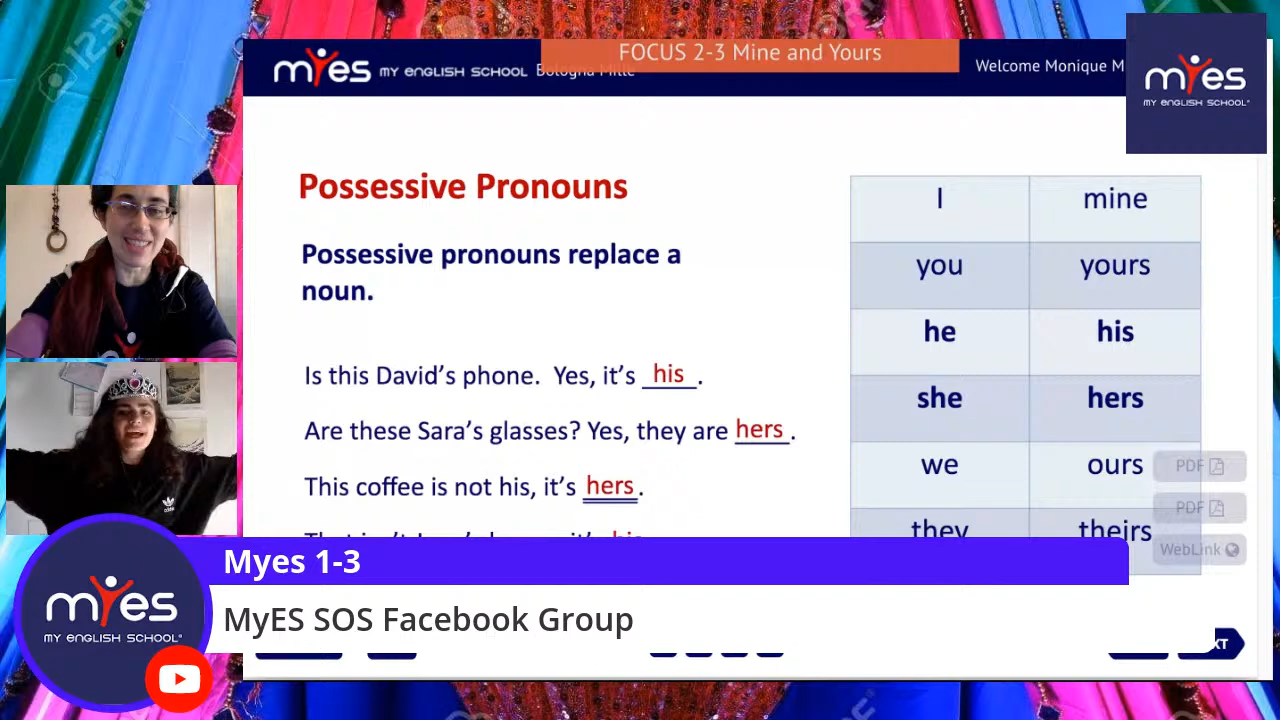 FOCUS 2-3 Mine and Yours
myes MY ENGLISH SCHOOL Bologna Mille
Welcome Monique M
myes
MY ENGLISH SCHOOL®
Possessive Pronouns
Possessive pronouns replace a
noun.
Is this David's phone. Yes, it's his.
Are these Sara's glasses? Yes, they are hers.
This coffee is not his, it's hers.
I mine
you yours
he his
she hers
we ours
they theirs
PDF
PDF
WebLink
Myes 1-3
MyES SOS Facebook Group
myes
MY ENGLISH SCHOOL®
XT
123RF